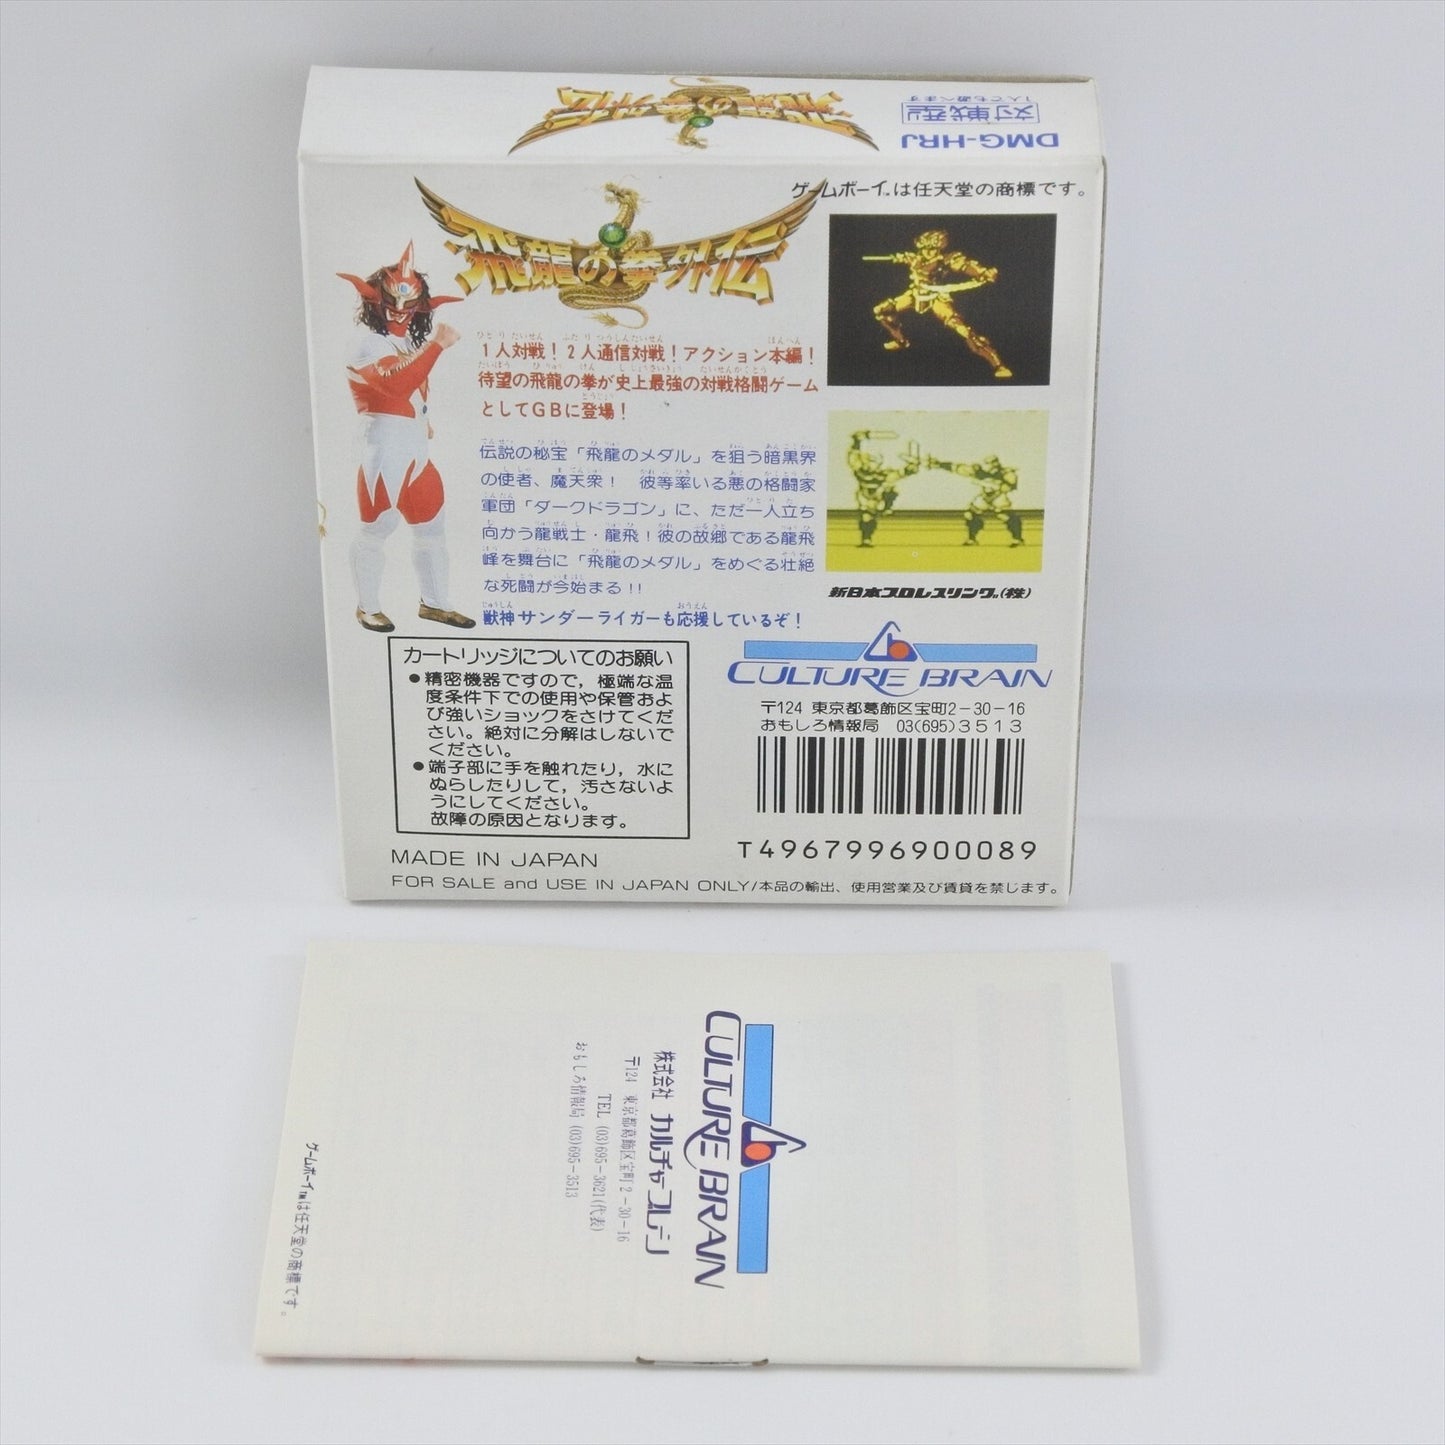 DMG-HRJ
対戦型
1人でも遊べます
飛龍の拳外伝
ゲームボーイ™は任天堂の商標です。
飛龍の拳外伝
1人対戦！2人通信対戦！アクション本編！
待望の飛龍の拳が史上最強の対戦格闘ゲーム
としてGBに登場！
伝説の秘宝「飛龍のメダル」を狙う暗黒界
の使者、魔天衆！ 彼等率いる悪の格闘家
軍団「ダークドラゴン」に、ただ一人立ち
向かう龍戦士・龍飛！彼の故郷である龍飛
峰を舞台に「飛龍のメダル」をめぐる壮絶
な死闘が今始まる!!
獣神サンダーライガーも応援しているぞ！
新日本プロレスリング(株)
カートリッジについてのお願い
●精密機器ですので，極端な温
度条件下での使用や保管およ
び強いショックをさけてくだ
さい。絶対に分解はしないで
ください。
●端子部に手を触れたり，水に
ぬらしたりして，汚さないよ
うにしてください。
故障の原因となります。
CULTURE BRAIN
〒124 東京都葛飾区宝町2-30-16
おもしろ情報局 03(695)3513
T4967996900089
MADE IN JAPAN
FOR SALE and USE IN JAPAN ONLY/本品の輸出、使用営業及び賃貸を禁じます。
CULTURE BRAIN
株式会社 カルチャーブレーン
〒124 東京都葛飾区宝町2-30-16
TEL (03)695-3621(代表)
おもしろ情報局 (03)695-3513
ゲームボーイTMは任天堂の商標です。